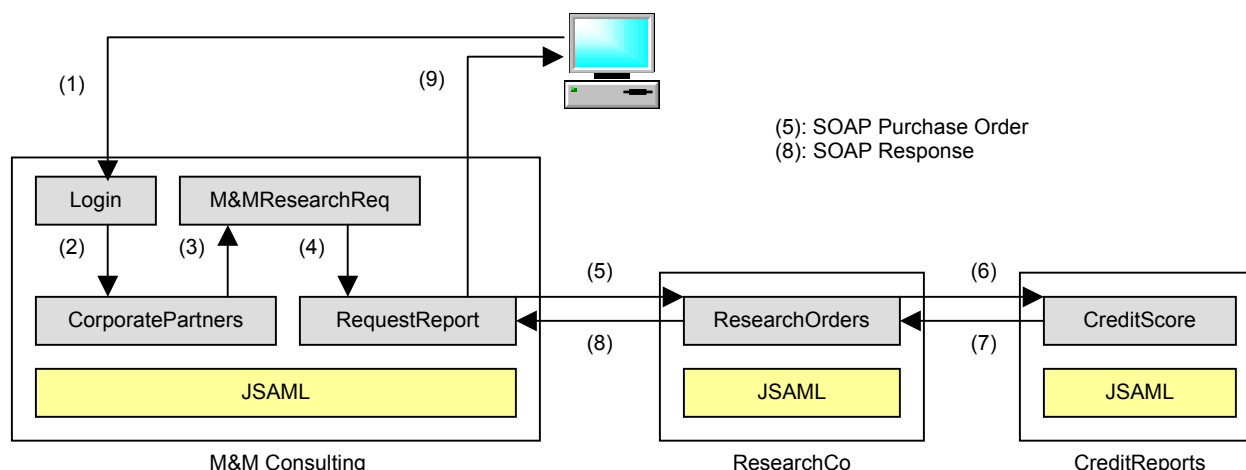 (1)
(9)
(5): SOAP Purchase Order
(8): SOAP Response
Login
M&MResearchReq
(2)
(3)
(4)
(5)
(6)
CorporatePartners
RequestReport
ResearchOrders
CreditScore
(8)
(7)
JSAML
JSAML
JSAML
M&M Consulting
ResearchCo
CreditReports